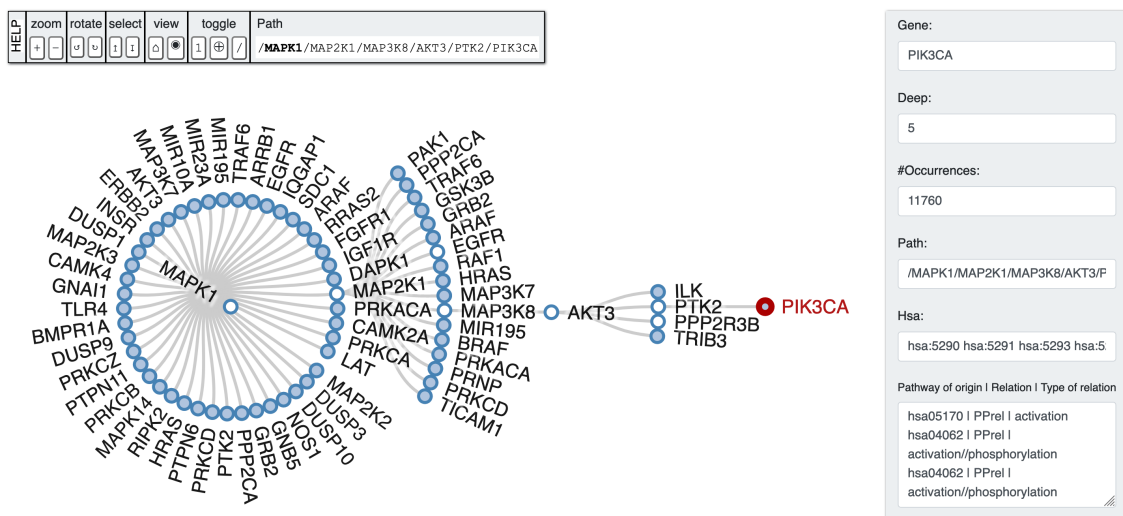 HELP
zoom rotate select view toggle Path
+ − ↺ ↻ ↥ ↧ ⌂ ◉ 1 ⊕ / /MAPK1/MAP2K1/MAP3K8/AKT3/PTK2/PIK3CA
MAPK1
TRAF6
ARRB1
EGFR
IQGAP1
SDC1
ARAF
RRAS2
FGFR1
IGF1R
DAPK1
MAP2K1
PRKACA
CAMK2A
PRKCA
LAT
MAP2K2
DUSP3
DUSP10
NOS1
GNB5
GRB2
PPP2CA
PTK2
PRKCD
PTPN6
HRAS
RIPK2
MAPK14
PRKCB
PTPN11
PRKCZ
DUSP9
BMPR1A
TLR4
GNAI1
CAMK4
MAP2K3
DUSP1
INSR
ERBB2
AKT3
MAP3K7
MIR10A
MIR23A
MIR195
PAK1
PPP2CA
TRAF6
GSK3B
GRB2
ARAF
EGFR
RAF1
HRAS
MAP3K7
MAP3K8
MIR195
BRAF
PRKACA
PRNP
PRKCD
TICAM1
AKT3
ILK
PTK2
PPP2R3B
TRIB3
PIK3CA
Gene:
PIK3CA
Deep:
5
#Occurrences:
11760
Path:
/MAPK1/MAP2K1/MAP3K8/AKT3/P
Hsa:
hsa:5290 hsa:5291 hsa:5293 hsa:5
Pathway of origin | Relation | Type of relation
hsa05170 | PPrel | activation
hsa04062 | PPrel |
activation//phosphorylation
hsa04062 | PPrel |
activation//phosphorylation